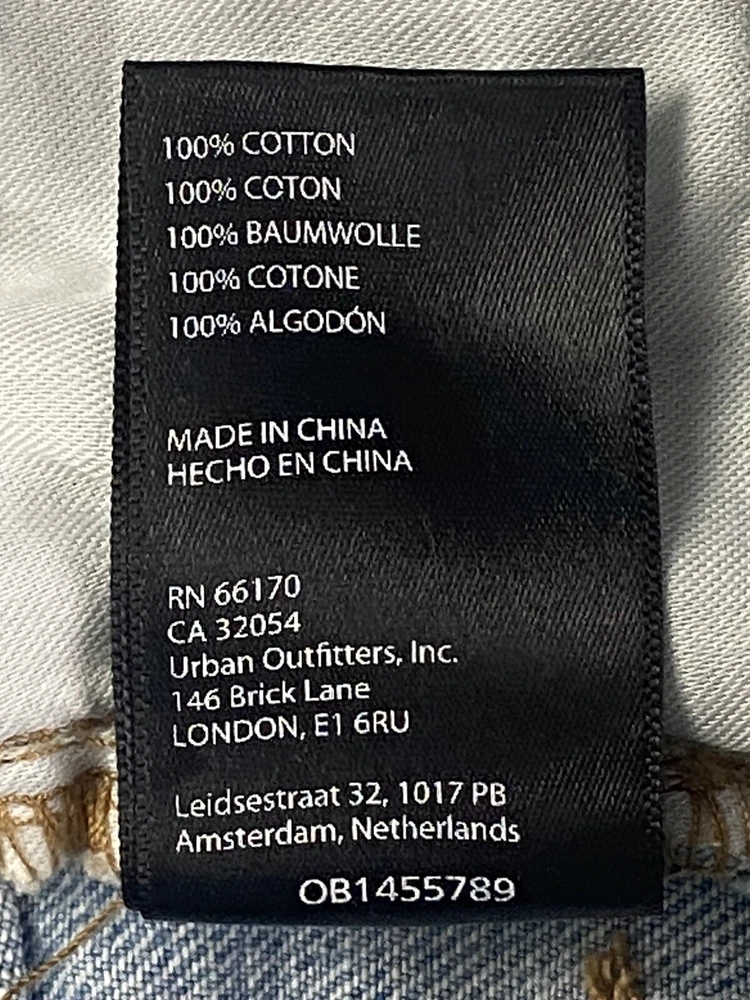 100% COTTON
100% COTON
100% BAUMWOLLE
100% COTONE
100% ALGODÓN
MADE IN CHINA
HECHO EN CHINA
RN 66170
CA 32054
Urban Outfitters, Inc.
146 Brick Lane
LONDON, E1 6RU
Leidsestraat 32, 1017 PB
Amsterdam, Netherlands
OB1455789